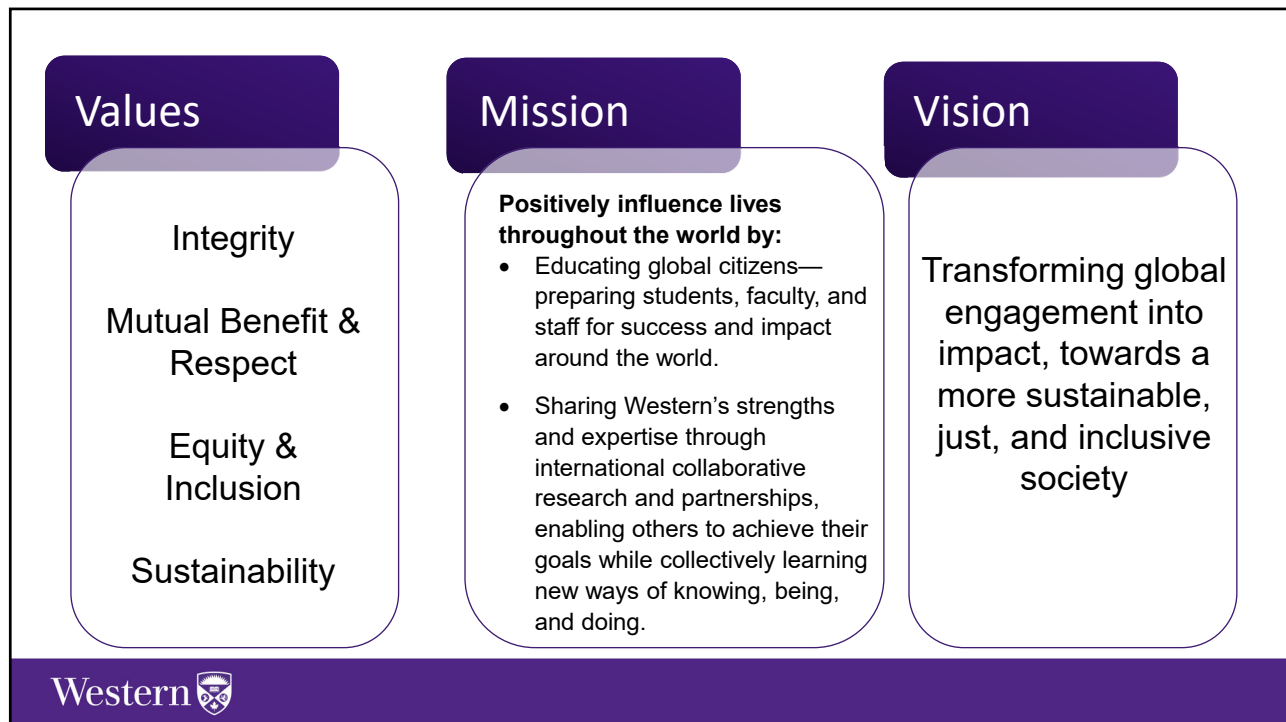 Values
Integrity
Mutual Benefit &
Respect
Equity &
Inclusion
Sustainability
Mission
Positively influence lives
throughout the world by:
• Educating global citizens—
preparing students, faculty, and
staff for success and impact
around the world.
• Sharing Western’s strengths
and expertise through
international collaborative
research and partnerships,
enabling others to achieve their
goals while collectively learning
new ways of knowing, being,
and doing.
Vision
Transforming global
engagement into
impact, towards a
more sustainable,
just, and inclusive
society
Western